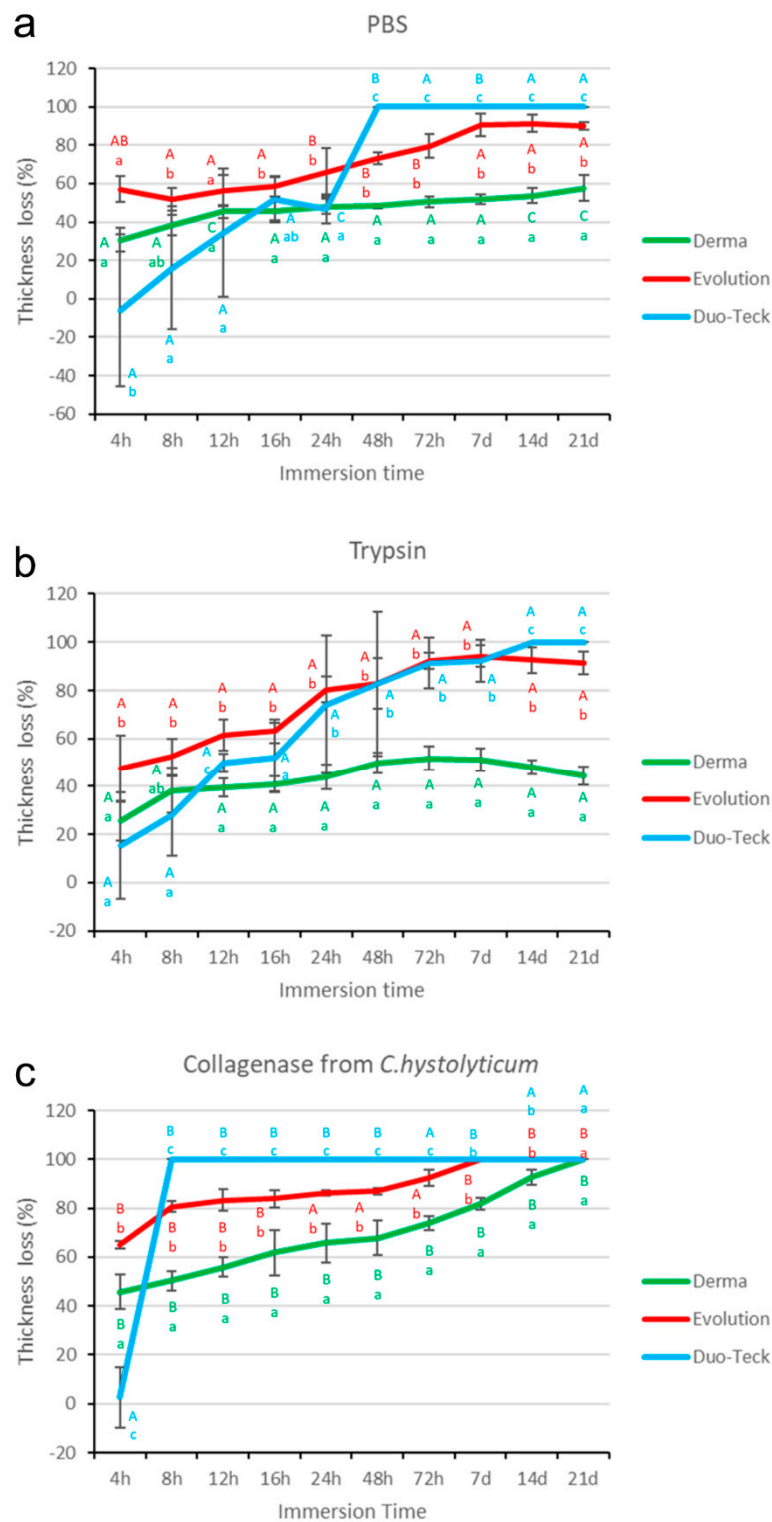 a
PBS
120
100
80
60
40
20
0
-20
-40
-60
Thickness loss (%)
B A B A A
c c c c c
AB A A A B
a b a b b
B B A A A
b b b b b
A A C A A A A A C C
a ab a a a a a a a a
A C
ab a
A A A
b a a
4h 8h 12h 16h 24h 48h 72h 7d 14d 21d
Immersion time
Derma
Evolution
Duo-Teck
b
Trypsin
120
100
80
60
40
20
0
-20
Thickness loss (%)
A A
c c
A A A A A A A A
b b b b b b b b
A A
b b
A A A A A A
c a b b b b
A A A A A A A A A A
a ab a a a a a a a a
A A
a a
4h 8h 12h 16h 24h 48h 72h 7d 14d 21d
Immersion time
Derma
Evolution
Duo-Teck
c
Collagenase from C.hystolyticum
120
100
80
60
40
20
0
-20
Thickness loss (%)
A A
b a
B B B B B A B
c c c c c c b
B B
b a
B B B B A A A B
b b b b b b b b
B B B B B B B B B B
a a a a a a a a a a
A
c
4h 8h 12h 16h 24h 48h 72h 7d 14d 21d
Immersion Time
Derma
Evolution
Duo-Teck